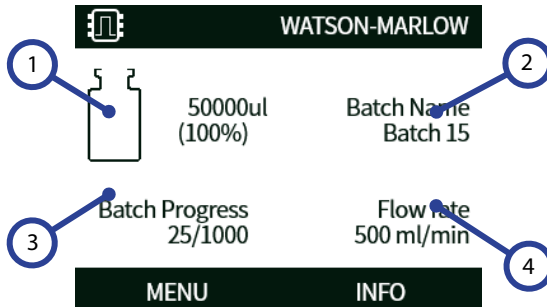 WATSON-MARLOW
1
2
50000ul
(100%)
Batch Name
Batch 15
Batch Progress
25/1000
Flow rate
500 ml/min
3
4
MENU
INFO